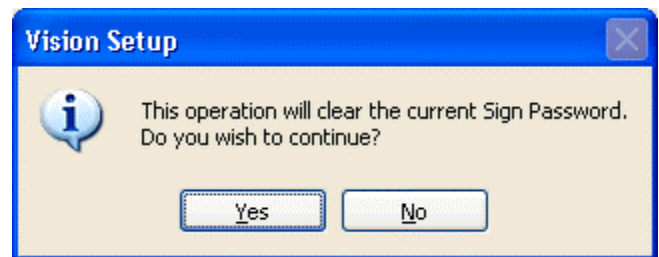 Vision Setup
This operation will clear the current Sign Password.
Do you wish to continue?
Yes
No